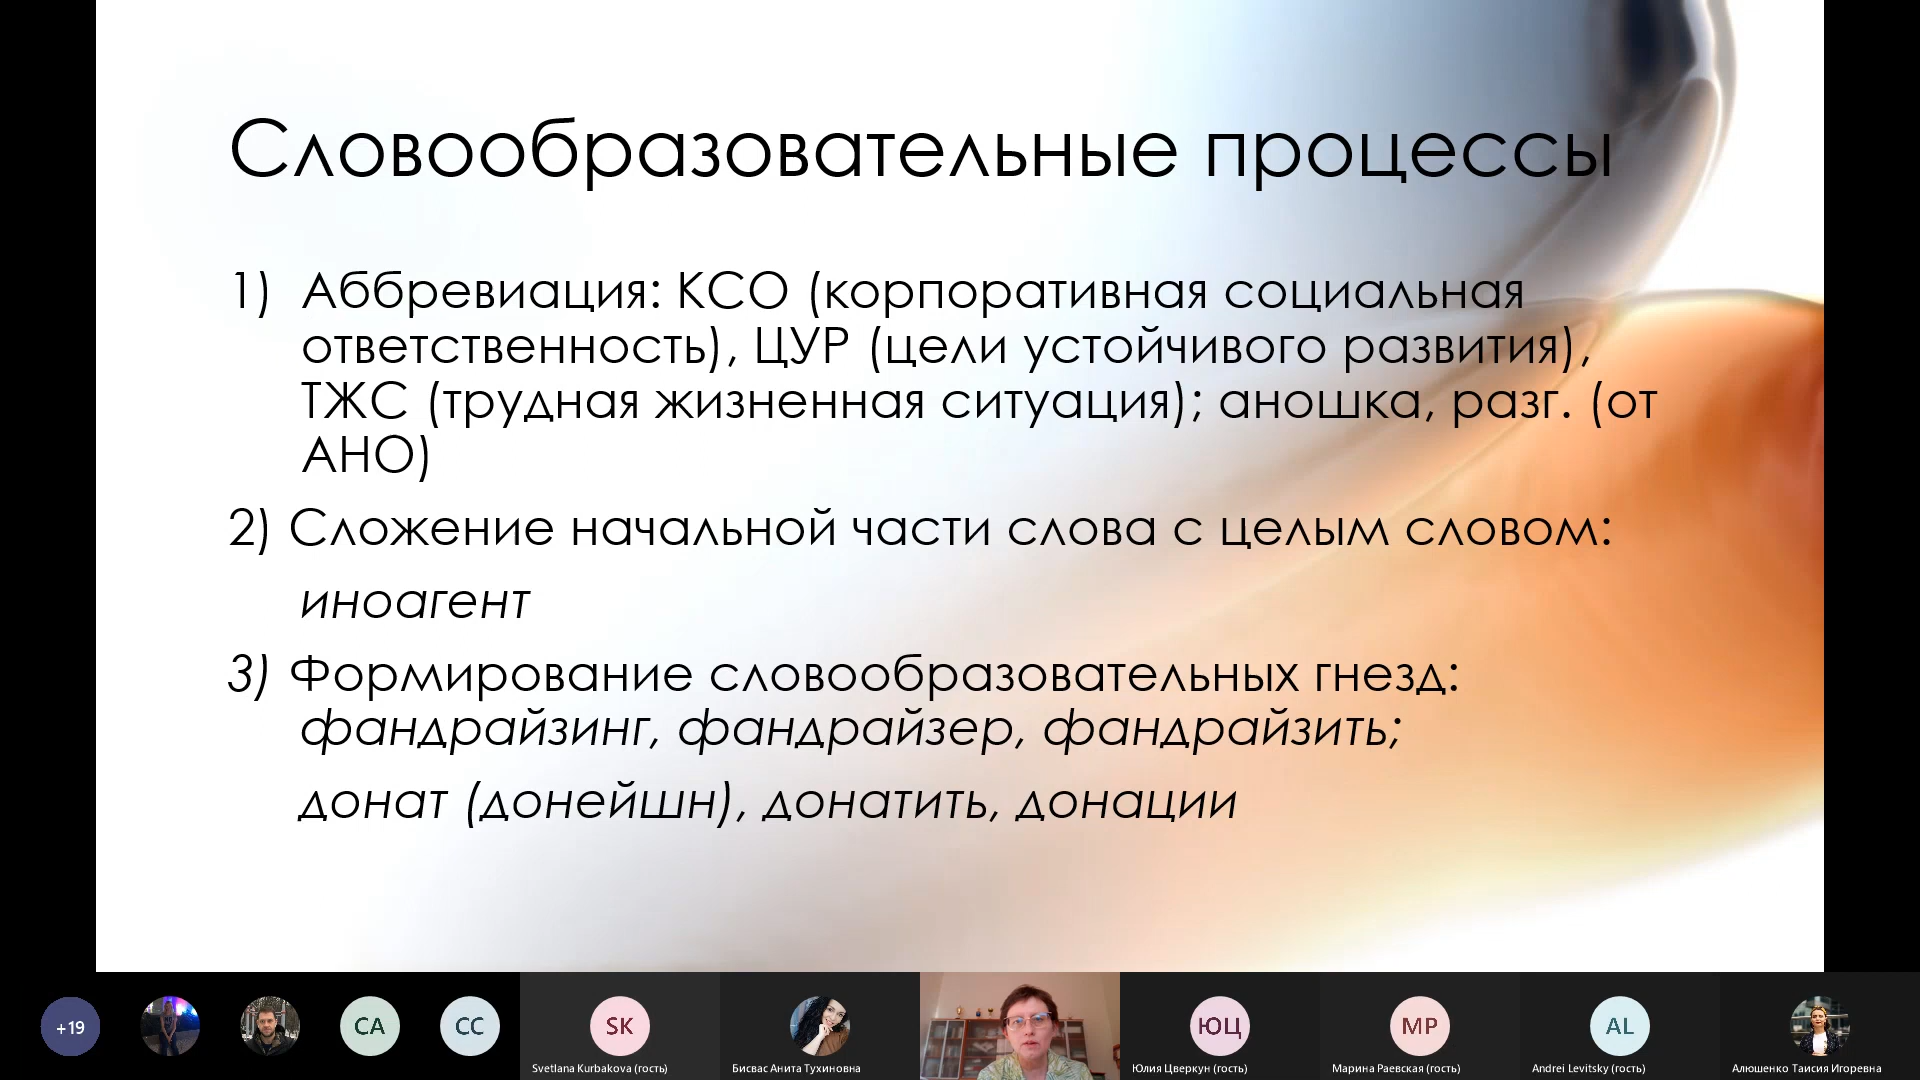 Словообразовательные процессы
1) Аббревиация: КСО (корпоративная социальная
ответственность), ЦУР (цели устойчивого развития),
ТЖС (трудная жизненная ситуация); аношка, разг. (от
АНО)
2) Сложение начальной части слова с целым словом:
иноагент
3) Формирование словообразовательных гнезд:
фандрайзинг, фандрайзер, фандрайзить;
донат (донейшн), донатить, донации
+19
CA
CC
SK
ЮЦ
МР
AL
Svetlana Kurbakova (гость)
Бисвас Анита Тухиновна
Юлия Цверкун (гость)
Марина Раевская (гость)
Andrei Levitsky (гость)
Алюшенко Таисия Игоревна